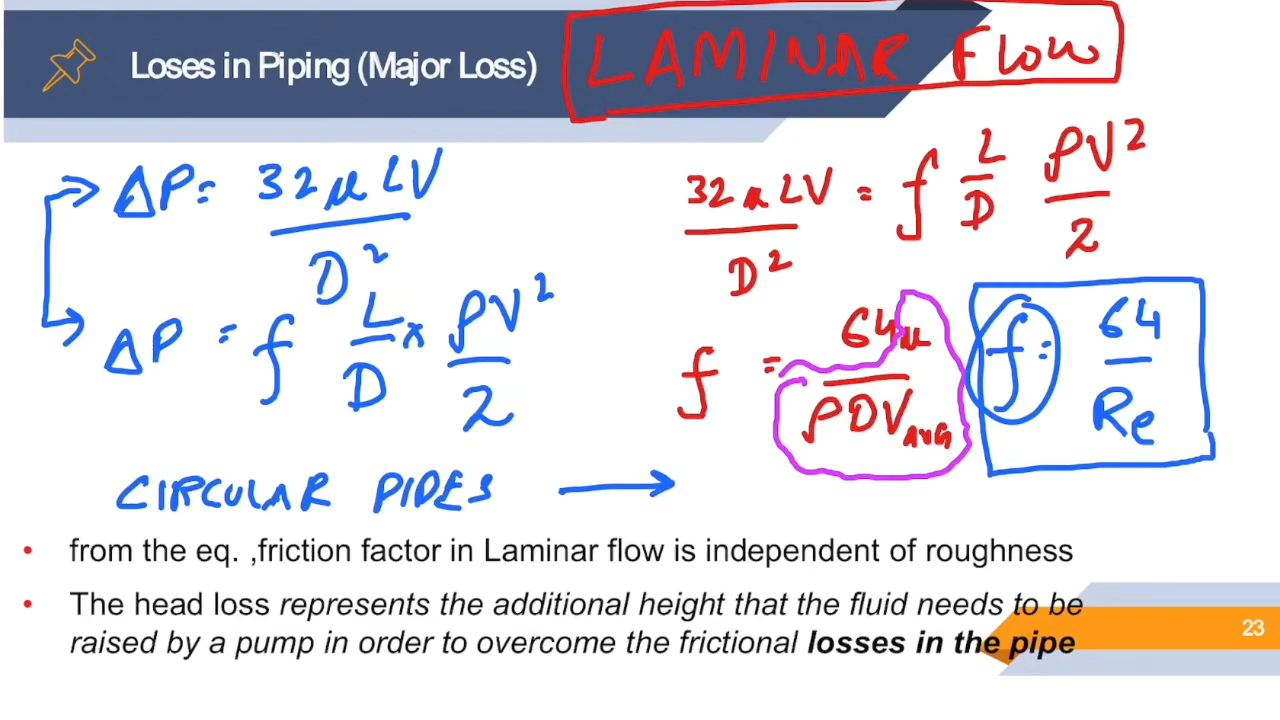 Loses in Piping (Major Loss)
LAMINAR FLOW
ΔP = 32μLV / D²
ΔP = f L/D × ρV²/2
CIRCULAR PIPES →
32μLV / D² = f L/D ρV²/2
f = 64μ / ρDV AVG
f = 64 / Re
• from the eq. ,friction factor in Laminar flow is independent of roughness
• The head loss represents the additional height that the fluid needs to be
raised by a pump in order to overcome the frictional losses in the pipe
23